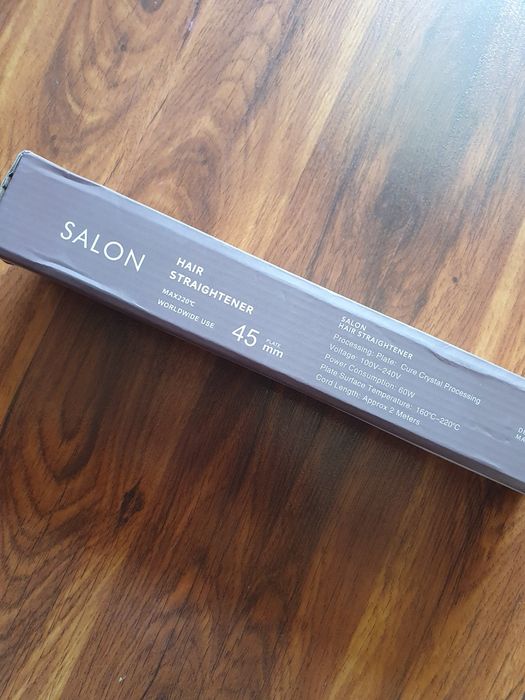 SALON
HAIR
STRAIGHTENER
MAX220℃
WORLDWIDE USE
45 PLATE mm
SALON
HAIR STRAIGHTENER
Processing: Plate: Cure Crystal Processing
Voltage: 100V~240V
Power Consumption: 60W
Plate Surface Temperature: 160℃~220℃
Cord Length: Approx 2 Meters